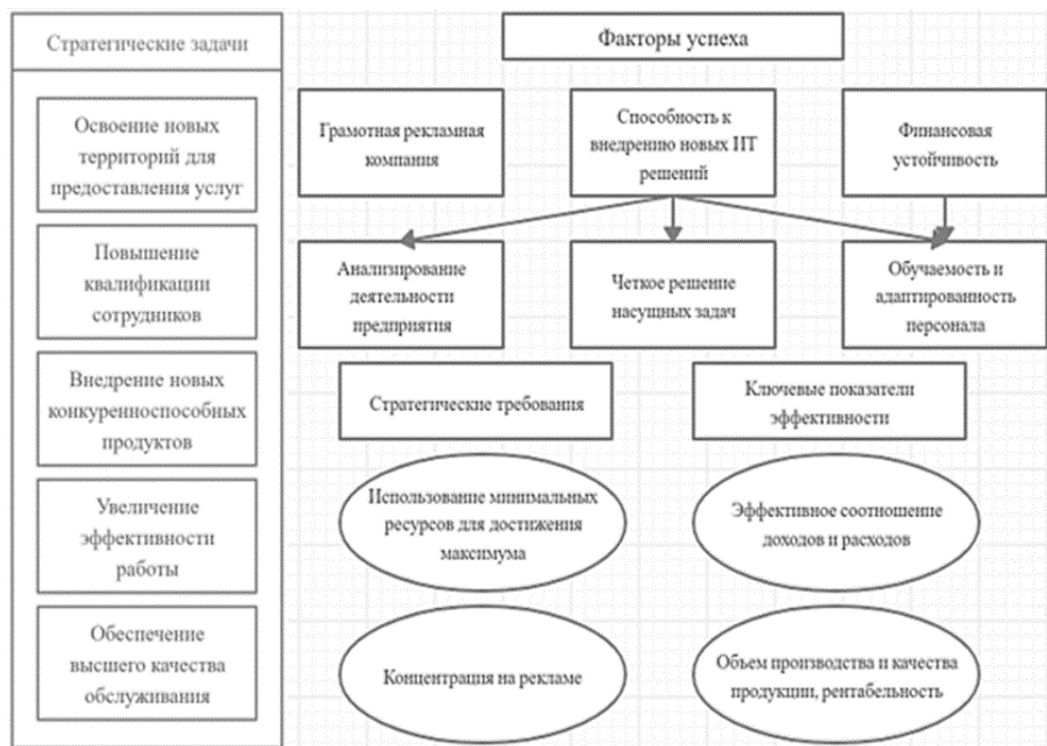 Стратегические задачи
Освоение новых
территорий для
предоставления услуг
Повышение
квалификации
сотрудников
Внедрение новых
конкуренноспособных
продуктов
Увеличение
эффективности
работы
Обеспечение
высшего качества
обслуживания
Факторы успеха
Грамотная рекламная
компания
Способность к
внедрению новых ИТ
решений
Финансовая
устойчивость
Анализирование
деятельности
предприятия
Четкое решение
насущных задач
Обучаемость и
адаптированность
персонала
Стратегические требования
Ключевые показатели
эффективности
Использование минимальных
ресурсов для достижения
максимума
Эффективное соотношение
доходов и расходов
Концентрация на рекламе
Объем производства и качества
продукции, рентабельность